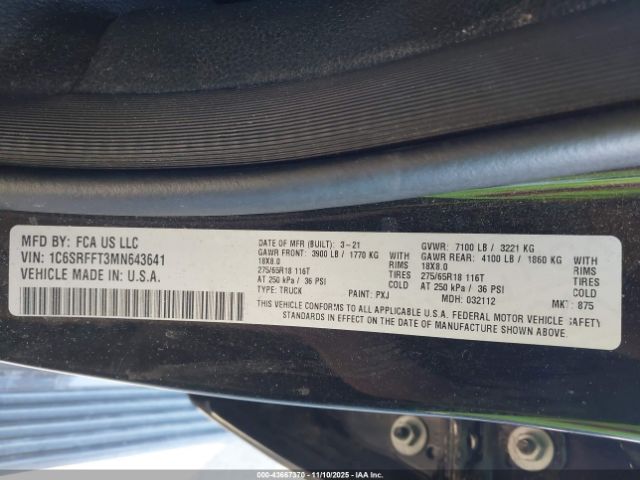 MFD BY: FCA US LLC
VIN: 1C6SRFFT3MN643641
VEHICLE MADE IN: U.S.A.
DATE OF MFR (BUILT): 3-21
GAWR FRONT: 3900 LB / 1770 KG WITH
18X8.0 TIRES
275/65R18 116T COLD
AT 250 kPa / 36 PSI
TYPE: TRUCK PAINT: PXJ
GVWR: 7100 LB / 3221 KG
GAWR REAR: 4100 LB / 1860 KG WITH
18X8.0 TIRES
275/65R18 116T COLD
AT 250 kPa / 36 PSI
MDH: 032112 MKT: 875
THIS VEHICLE CONFORMS TO ALL APPLICABLE U.S.A. FEDERAL MOTOR VEHICLE SAFETY
STANDARDS IN EFFECT ON THE DATE OF MANUFACTURE SHOWN ABOVE.
000-43667370 - 11/10/2025 - IAAI.COM